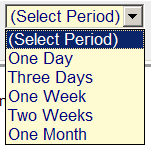 (Select Period)
(Select Period)
One Day
Three Days
One Week
Two Weeks
One Month